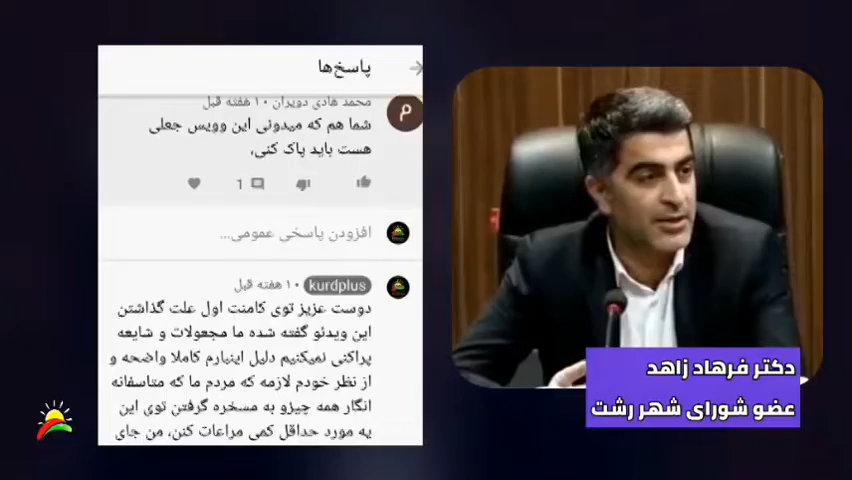 پاسخ‌ها
محمد هادی دویران ۱۰ هفته قبل
شما هم که میدونی این وویس جعلی
هست باید پاک کنی،
1
افزودن پاسخی عمومی...
kurdplus ۱۰ هفته قبل
دوست عزیز توی کامنت اول علت گذاشتن
این ویدئو گفته شده ما مجعولات و شایعه
پراکنی نمیکنیم دلیل اینبارم کاملا واضحه و
از نظر خودم لازمه که مردم ما که متاسفانه
انگار همه چیزو به مسخره گرفتن توی این
یه مورد حداقل کمی مراعات کنن، من جای
م
دکتر فرهاد زاهد
عضو شورای شهر رشت